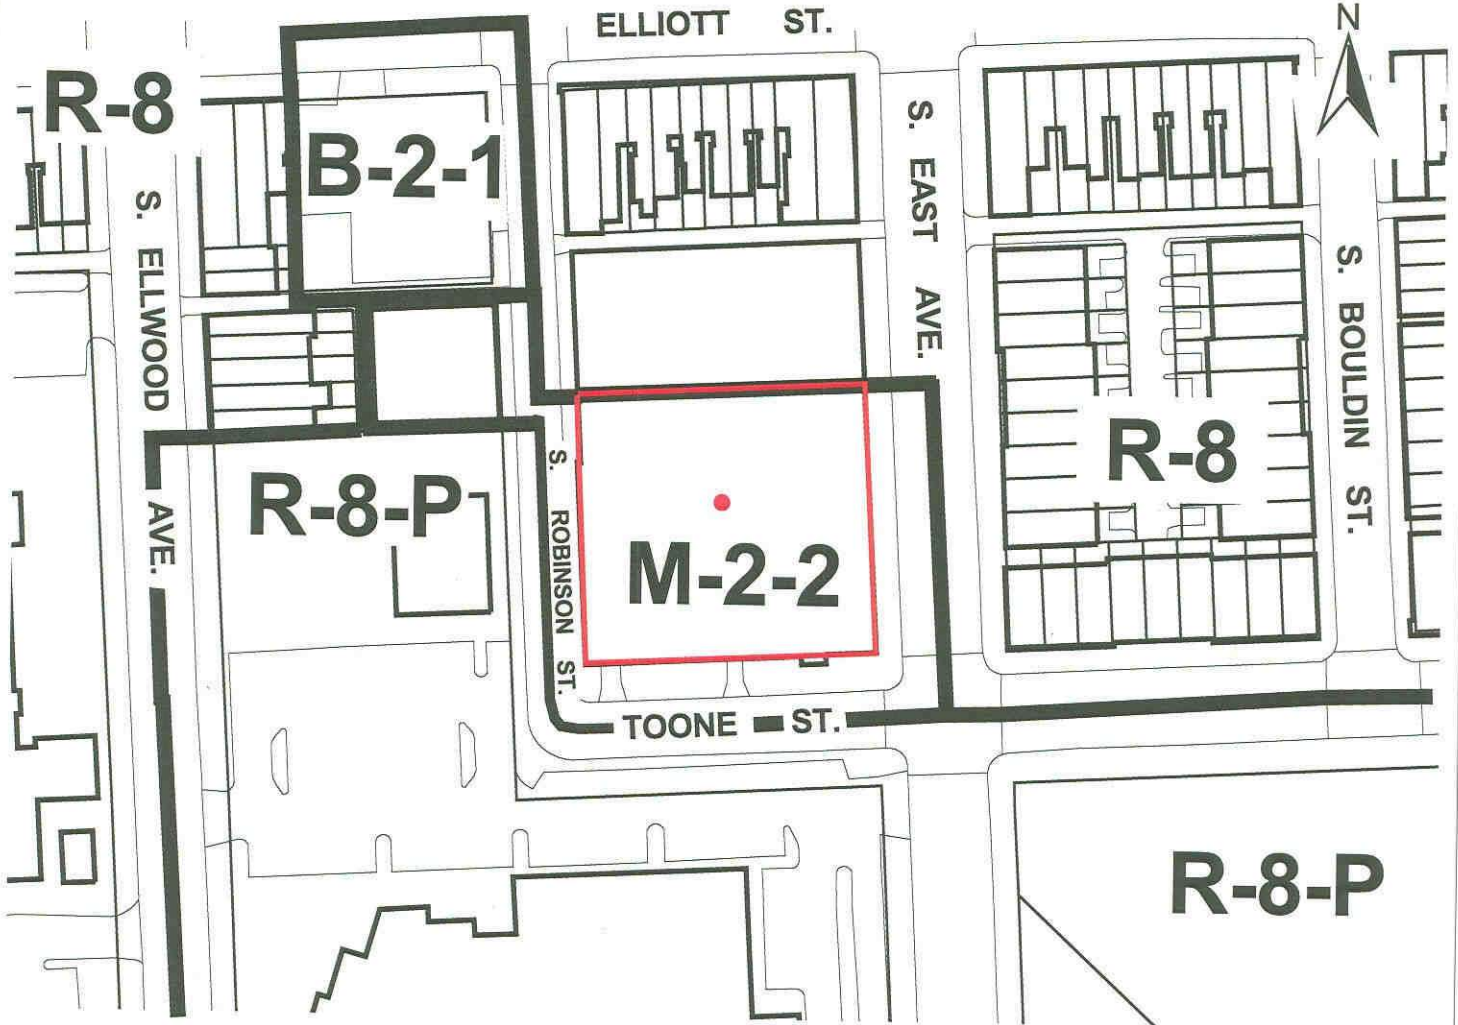 ELLIOTT ST.
N
R-8
B-2-1
S. ELLWOOD AVE.
S. EAST AVE.
S. BOULDIN ST.
R-8
R-8-P
S. ROBINSON ST.
M-2-2
TOONE ST.
R-8-P